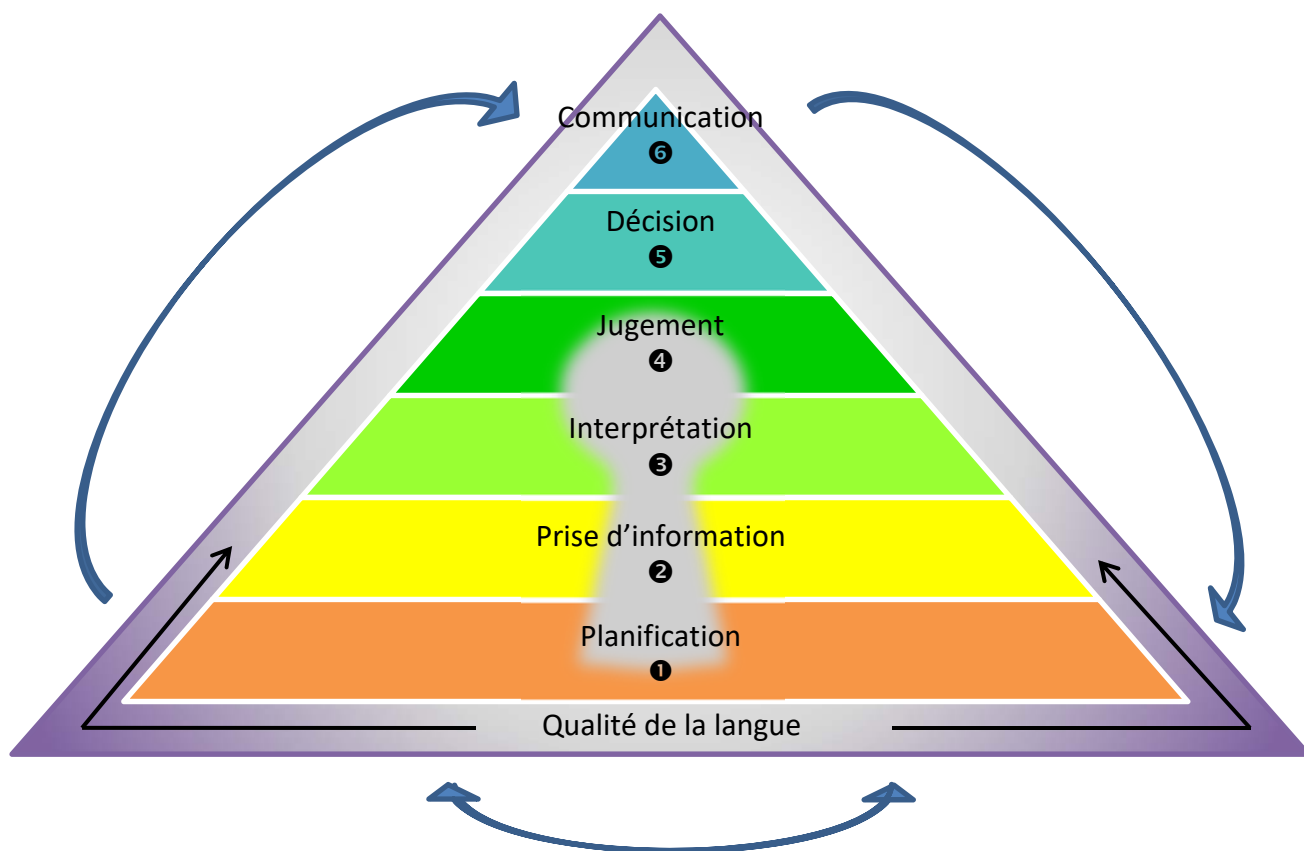 Communication
❻
Décision
❺
Jugement
❹
Interprétation
❸
Prise d’information
❷
Planification
❶
Qualité de la langue